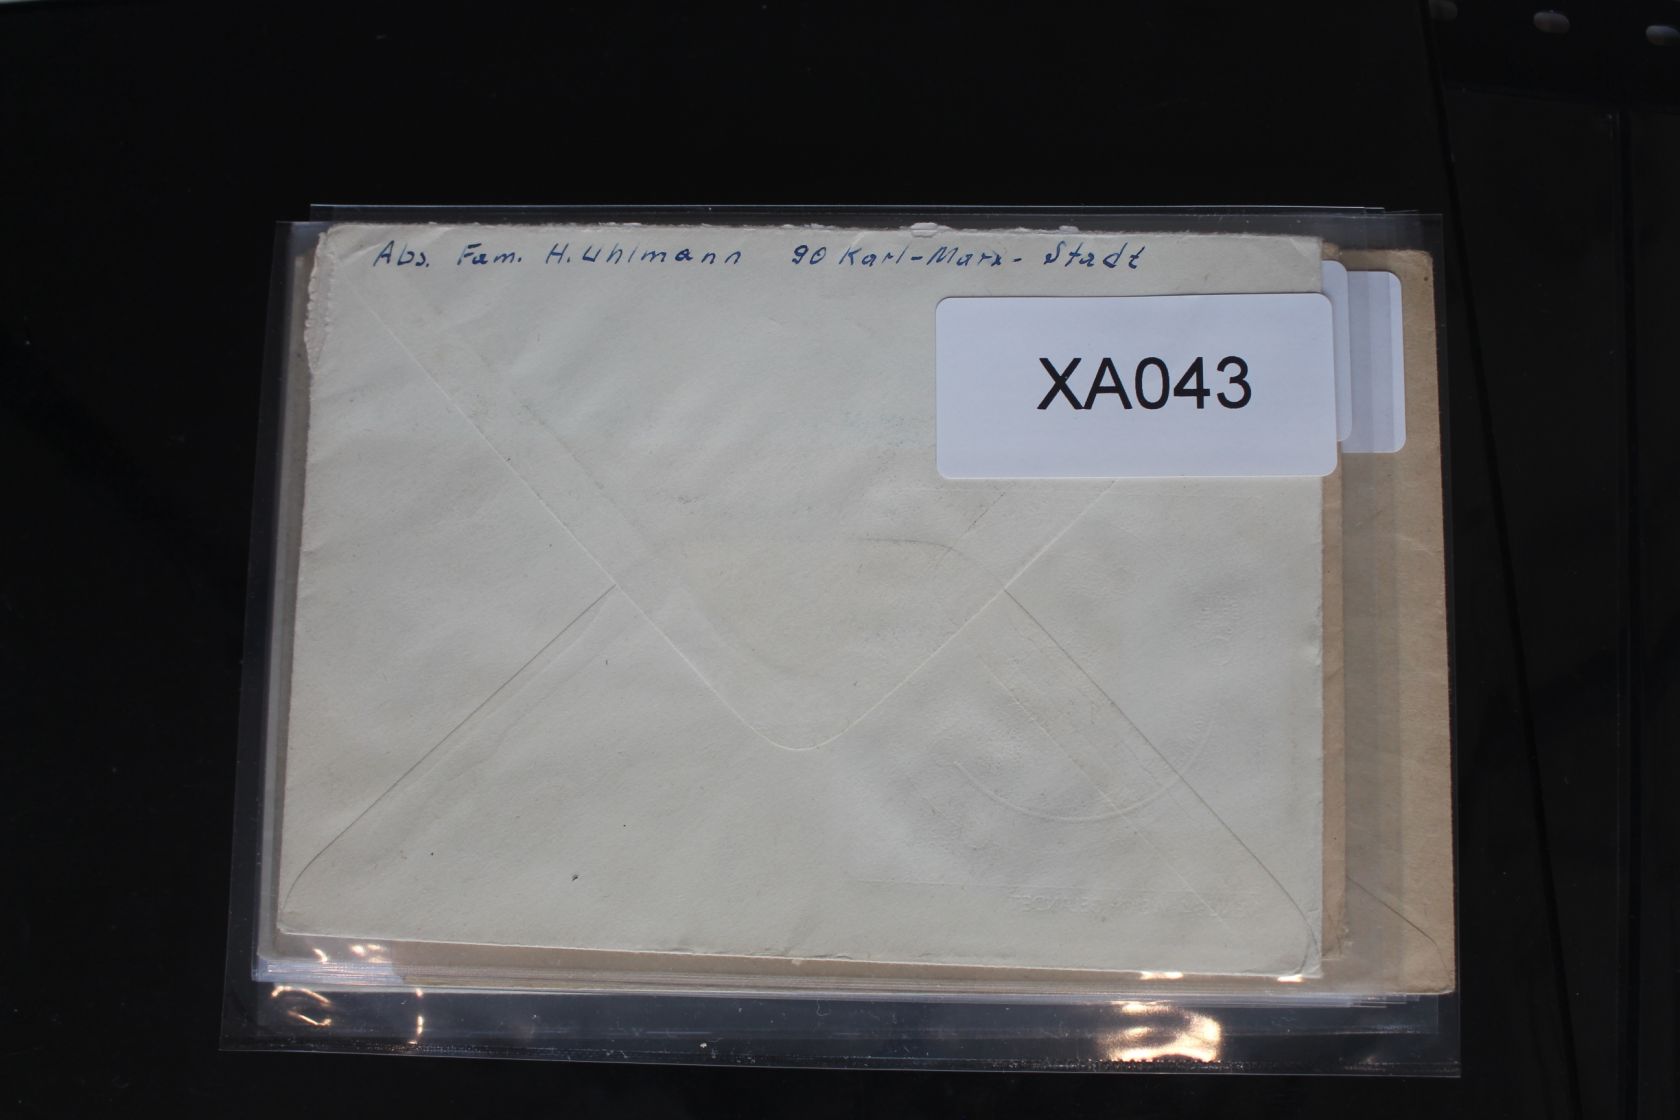 Abs. Fam. H. Uhlmann 90 Karl-Marx-Stadt
XA043